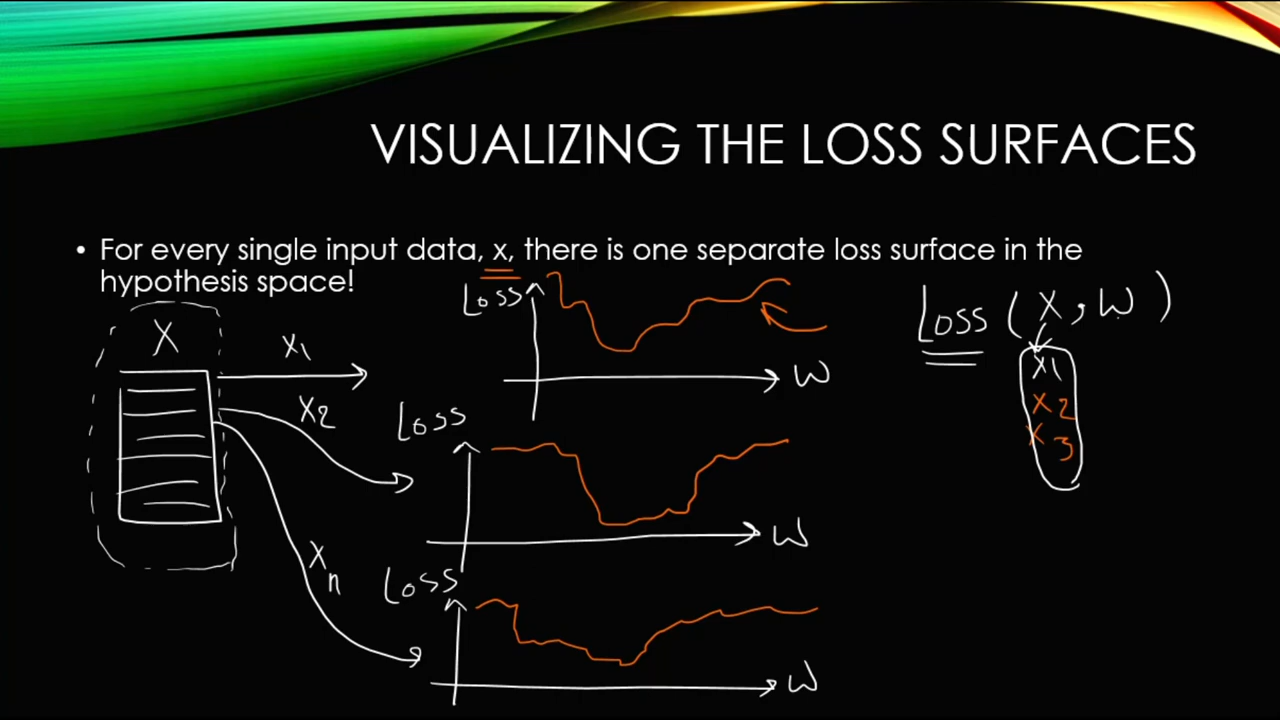 VISUALIZING THE LOSS SURFACES
• For every single input data, x, there is one separate loss surface in the
hypothesis space!
Loss
Loss ( X , W )
X
x1
x1
W
x2
Loss
x2
x3
W
xn
Loss
W